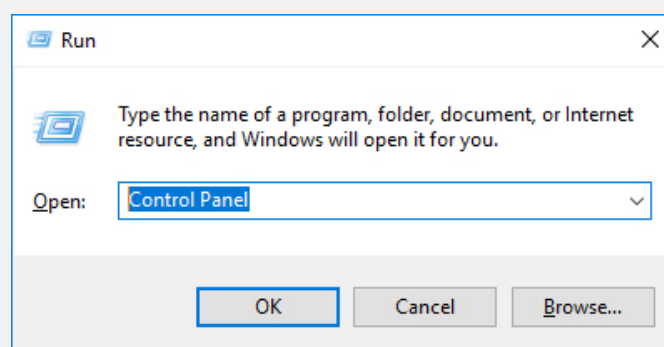 Run
Type the name of a program, folder, document, or Internet
resource, and Windows will open it for you.
Open: Control Panel
OK Cancel Browse...